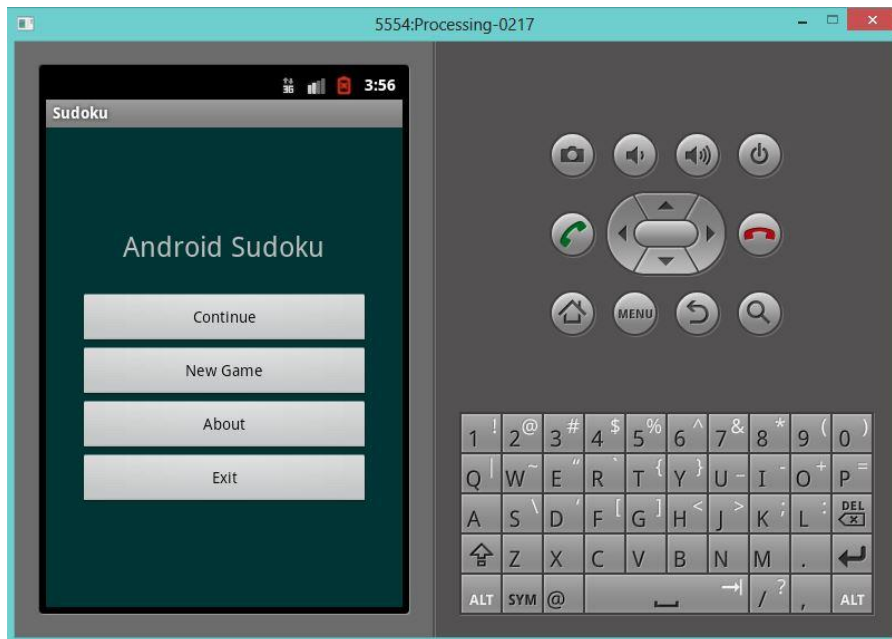 5554:Processing-0217
3G 3:56
Sudoku
Android Sudoku
Continue
New Game
About
Exit
MENU
1 ! 2 @ 3 # 4 $ 5 % 6 ^ 7 & 8 * 9 ( 0 )
Q | W ~ E " R ` T { Y } U _ I - O + P =
A S \ D ' F [ G ] H < J > K ; L : DEL
Z X C V B N M .
ALT SYM @ / ? , ALT